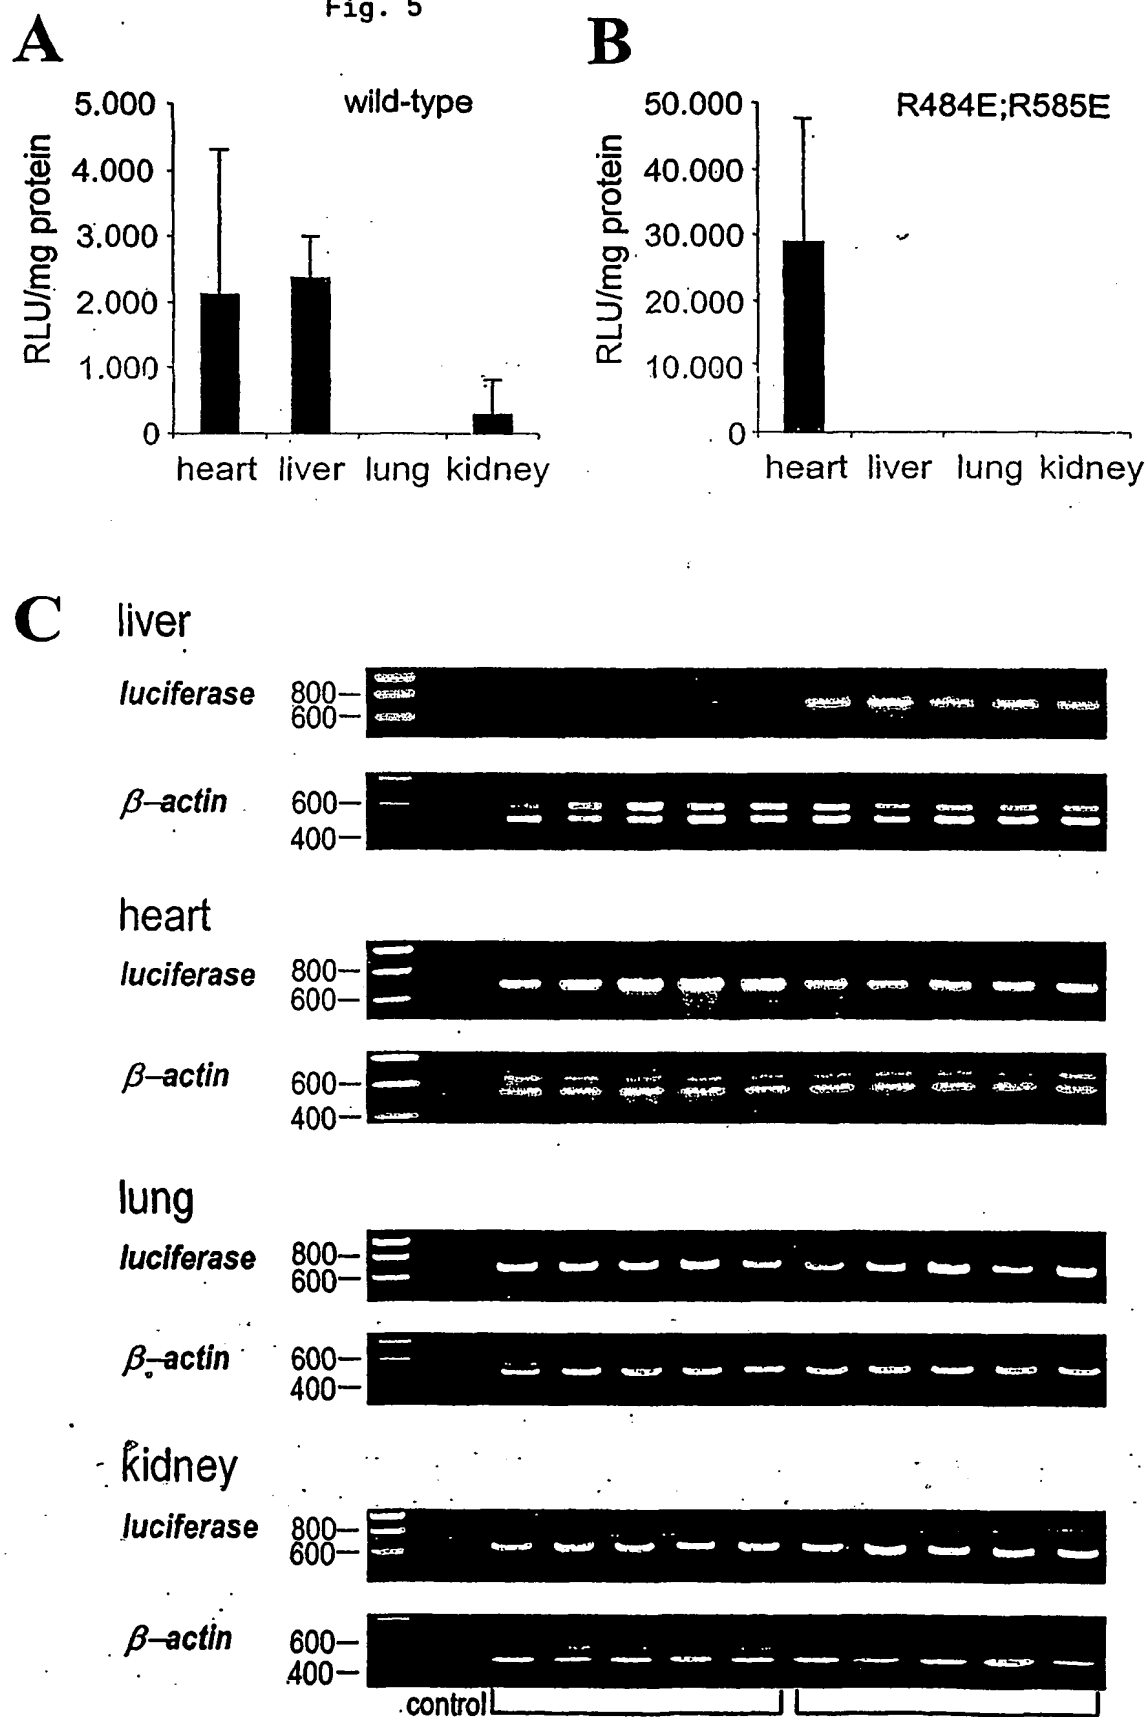 Fig. 5
A
B
wild-type
R484E;R585E
RLU/mg protein
5.000
4.000
3.000
2.000
1.000
0
heart liver lung kidney
RLU/mg protein
50.000
40.000
30.000
20.000
10.000
0
heart liver lung kidney
C
liver
luciferase
800
600
β-actin
600
400
heart
luciferase
800
600
β-actin
600
400
lung
luciferase
800
600
β-actin
600
400
kidney
luciferase
800
600
β-actin
600
400
control